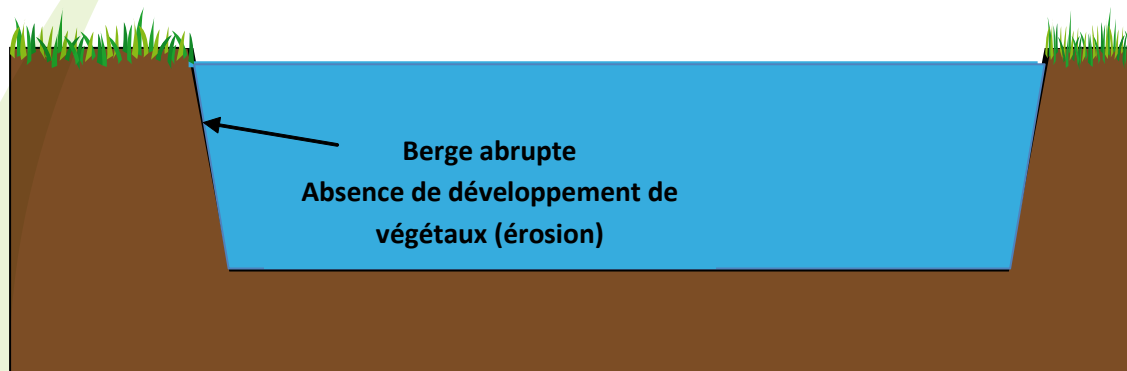 Berge abrupte
Absence de développement de
végétaux (érosion)